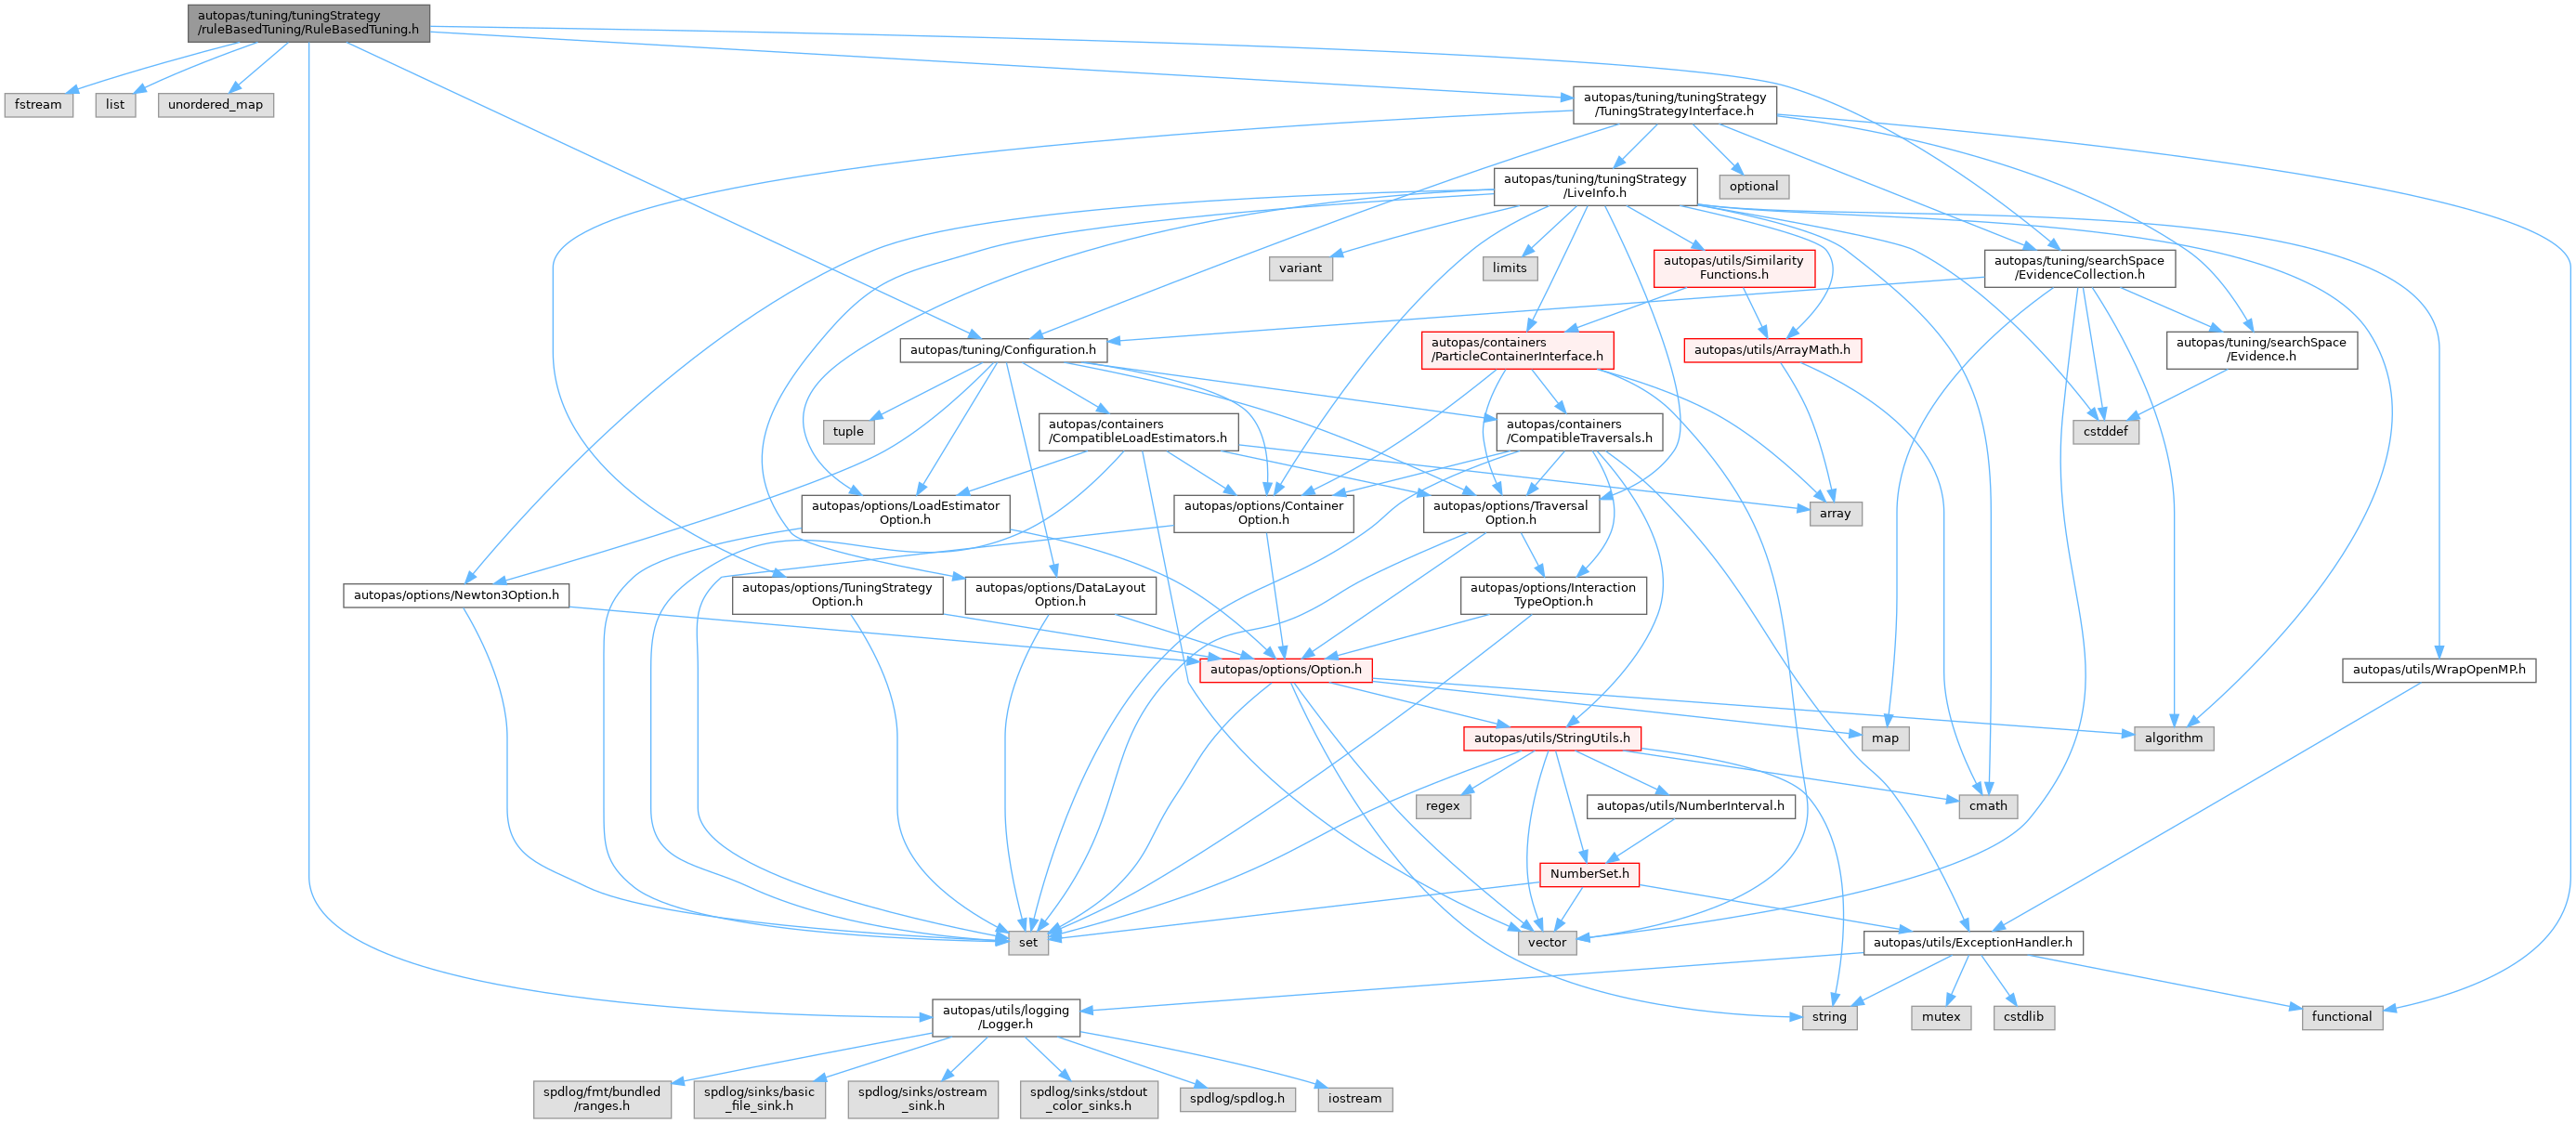 autopas/tuning/tuningStrategy
/ruleBasedTuning/RuleBasedTuning.h
fstream
list
unordered_map
autopas/tuning/tuningStrategy
/TuningStrategyInterface.h
autopas/tuning/tuningStrategy
/LiveInfo.h
optional
variant
limits
autopas/utils/Similarity
Functions.h
autopas/tuning/searchSpace
/EvidenceCollection.h
autopas/tuning/Configuration.h
autopas/containers
/ParticleContainerInterface.h
autopas/utils/ArrayMath.h
autopas/tuning/searchSpace
/Evidence.h
tuple
autopas/containers
/CompatibleLoadEstimators.h
autopas/containers
/CompatibleTraversals.h
cstddef
autopas/options/LoadEstimator
Option.h
autopas/options/Container
Option.h
autopas/options/Traversal
Option.h
array
autopas/options/Newton3Option.h
autopas/options/TuningStrategy
Option.h
autopas/options/DataLayout
Option.h
autopas/options/Interaction
TypeOption.h
autopas/options/Option.h
autopas/utils/WrapOpenMP.h
autopas/utils/StringUtils.h
map
algorithm
regex
autopas/utils/NumberInterval.h
cmath
NumberSet.h
set
vector
autopas/utils/ExceptionHandler.h
autopas/utils/logging
/Logger.h
string
mutex
cstdlib
functional
spdlog/fmt/bundled
/ranges.h
spdlog/sinks/basic
_file_sink.h
spdlog/sinks/ostream
_sink.h
spdlog/sinks/stdout
_color_sinks.h
spdlog/spdlog.h
iostream